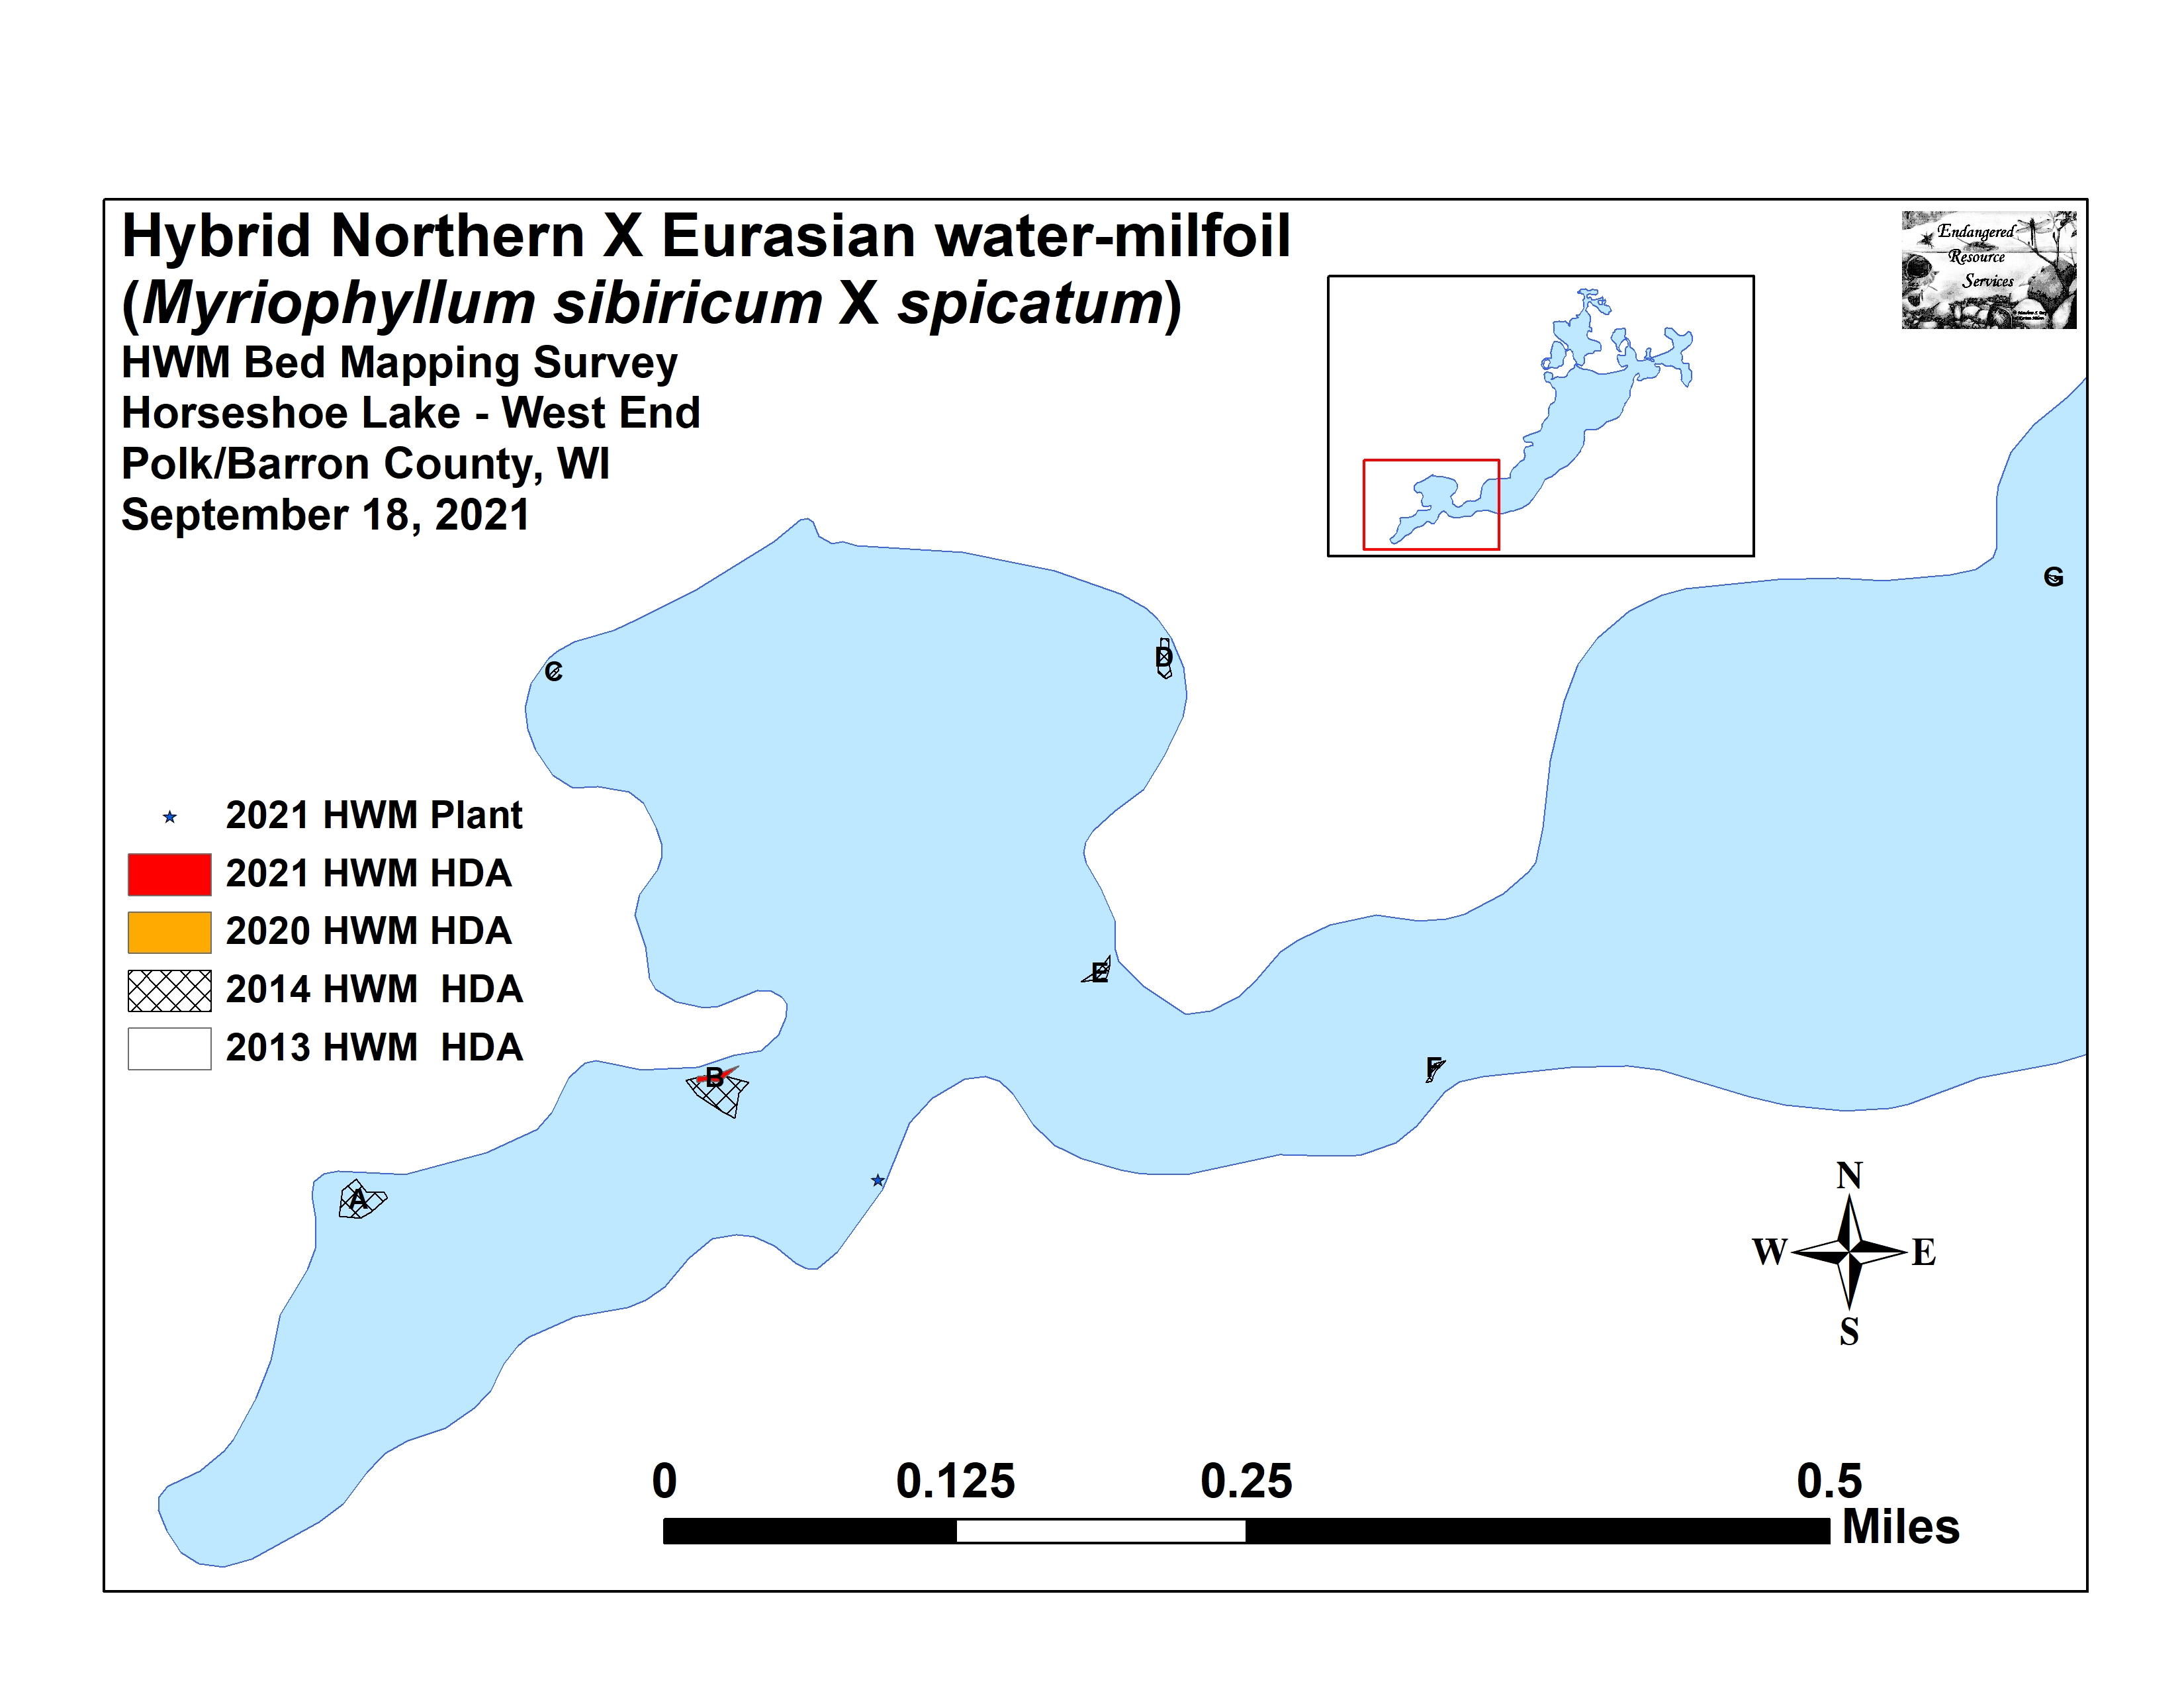 Hybrid Northern X Eurasian water-milfoil
(Myriophyllum sibiricum X spicatum)
HWM Bed Mapping Survey
Horseshoe Lake - West End
Polk/Barron County, WI
September 18, 2021
Endangered
Resource
Services
G
C
D
2021 HWM Plant
2021 HWM HDA
2020 HWM HDA
2014 HWM  HDA
2013 HWM  HDA
E
F
B
A
N
W E
S
0 0.125 0.25 0.5
Miles